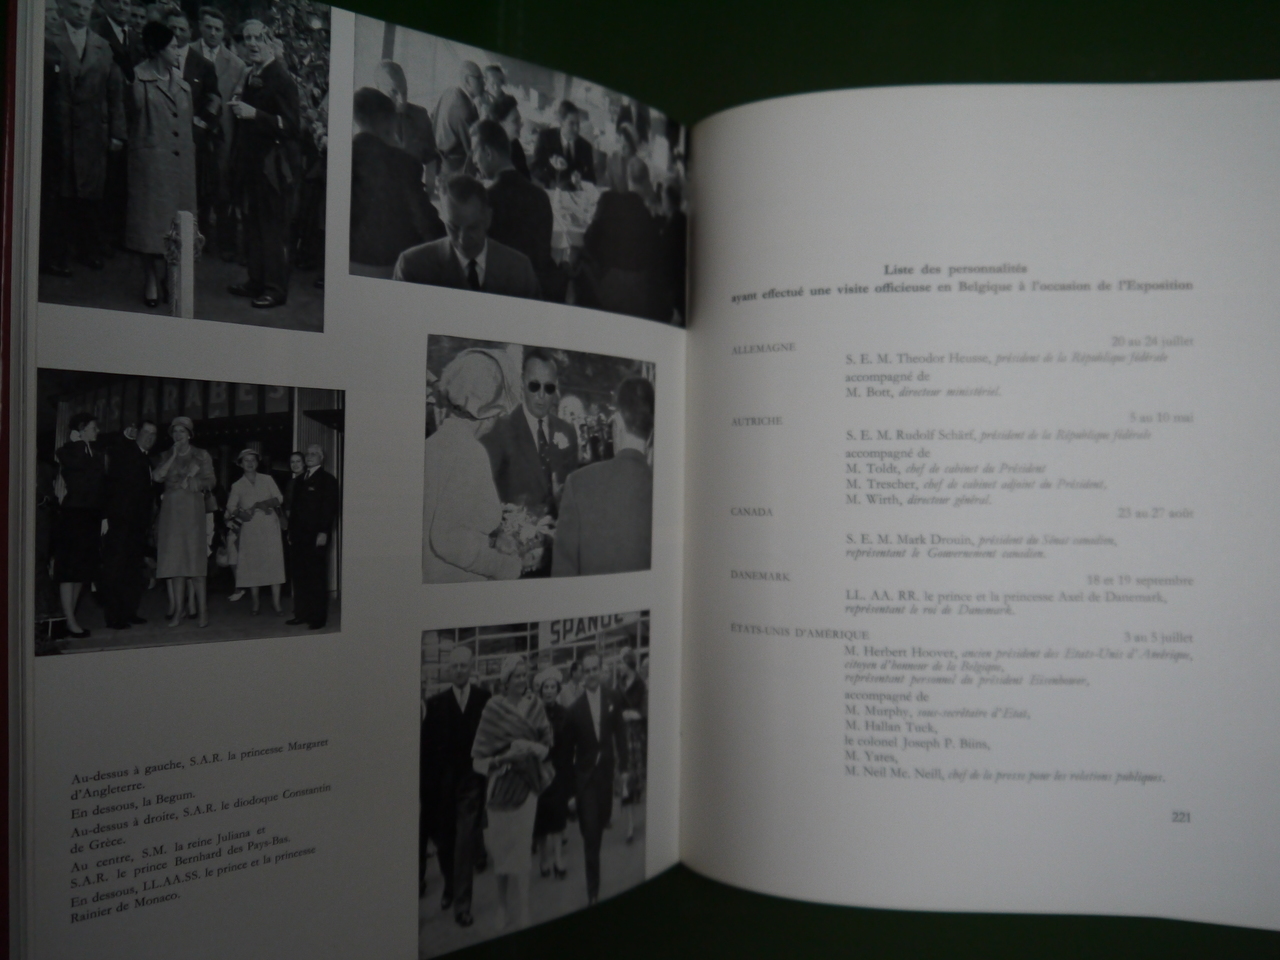 SPANJE
Au-dessus à gauche, S.A.R. la princesse Margaret
d'Angleterre.
En dessous, la Begum.
Au-dessus à droite, S.A.R. le diodoque Constantin
de Grèce.
Au centre, S.M. la reine Juliana et
S.A.R. le prince Bernhard des Pays-Bas.
En dessous, LL.AA.SS. le prince et la princesse
Rainier de Monaco.
Liste des personnalités
ayant effectué une visite officieuse en Belgique à l'occasion de l'Exposition
ALLEMAGNE 20 au 24 juillet
S. E. M. Theodor Heusse, président de la République fédérale
accompagné de
M. Bott, directeur ministériel.
AUTRICHE 5 au 10 mai
S. E. M. Rudolf Schärf, président de la République fédérale
accompagné de
M. Toldt, chef de cabinet du Président
M. Trescher, chef de cabinet adjoint du Président,
M. Wirth, directeur général.
CANADA 23 au 27 août
S. E. M. Mark Drouin, président du Sénat canadien,
représentant le Gouvernement canadien.
DANEMARK 18 et 19 septembre
LL. AA. RR. le prince et la princesse Axel de Danemark,
représentant le roi de Danemark.
ETATS-UNIS D'AMÉRIQUE 3 au 5 juillet
M. Herbert Hoover, ancien président des Etats-Unis d'Amérique,
citoyen d'honneur de la Belgique,
représentant personnel du président Eisenhower,
accompagné de
M. Murphy, sous-secrétaire d'Etat,
M. Hallan Tuck,
le colonel Joseph P. Binns,
M. Yates,
M. Neil Mc. Neill, chef de la presse pour les relations publiques.
221